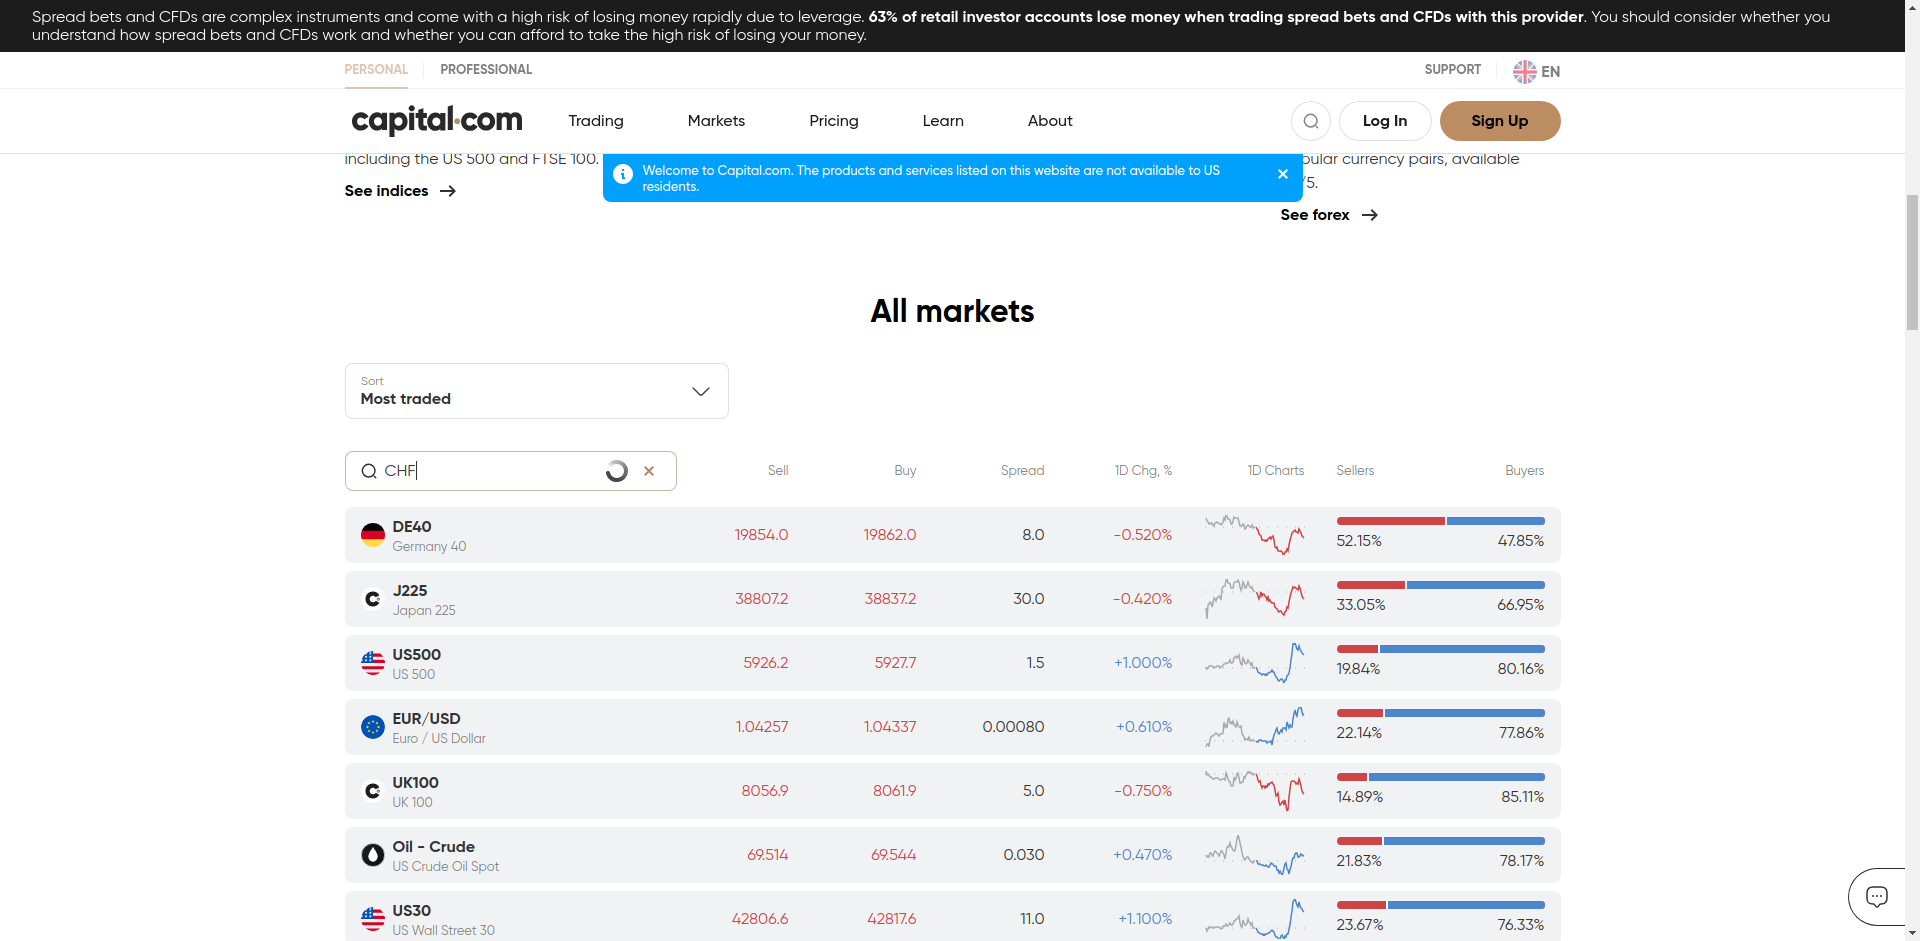 Spread bets and CFDs are complex instruments and come with a high risk of losing money rapidly due to leverage. 63% of retail investor accounts lose money when trading spread bets and CFDs with this provider. You should consider whether you
understand how spread bets and CFDs work and whether you can afford to take the high risk of losing your money.
PERSONAL PROFESSIONAL SUPPORT EN
capital.com Trading Markets Pricing Learn About Log In Sign Up
including the US 500 and FTSE 100.
Welcome to Capital.com. The products and services listed on this website are not available to US
residents.
pular currency pairs, available
/5.
See indices
See forex
All markets
Sort
Most traded
CHF Sell Buy Spread 1D Chg, % 1D Charts Sellers Buyers
DE40
Germany 40
19854.0 19862.0 8.0 -0.520% 52.15% 47.85%
J225
Japan 225
38807.2 38837.2 30.0 -0.420% 33.05% 66.95%
US500
US 500
5926.2 5927.7 1.5 +1.000% 19.84% 80.16%
EUR/USD
Euro / US Dollar
1.04257 1.04337 0.00080 +0.610% 22.14% 77.86%
UK100
UK 100
8056.9 8061.9 5.0 -0.750% 14.89% 85.11%
Oil - Crude
US Crude Oil Spot
69.514 69.544 0.030 +0.470% 21.83% 78.17%
US30
US Wall Street 30
42806.6 42817.6 11.0 +1.100% 23.67% 76.33%